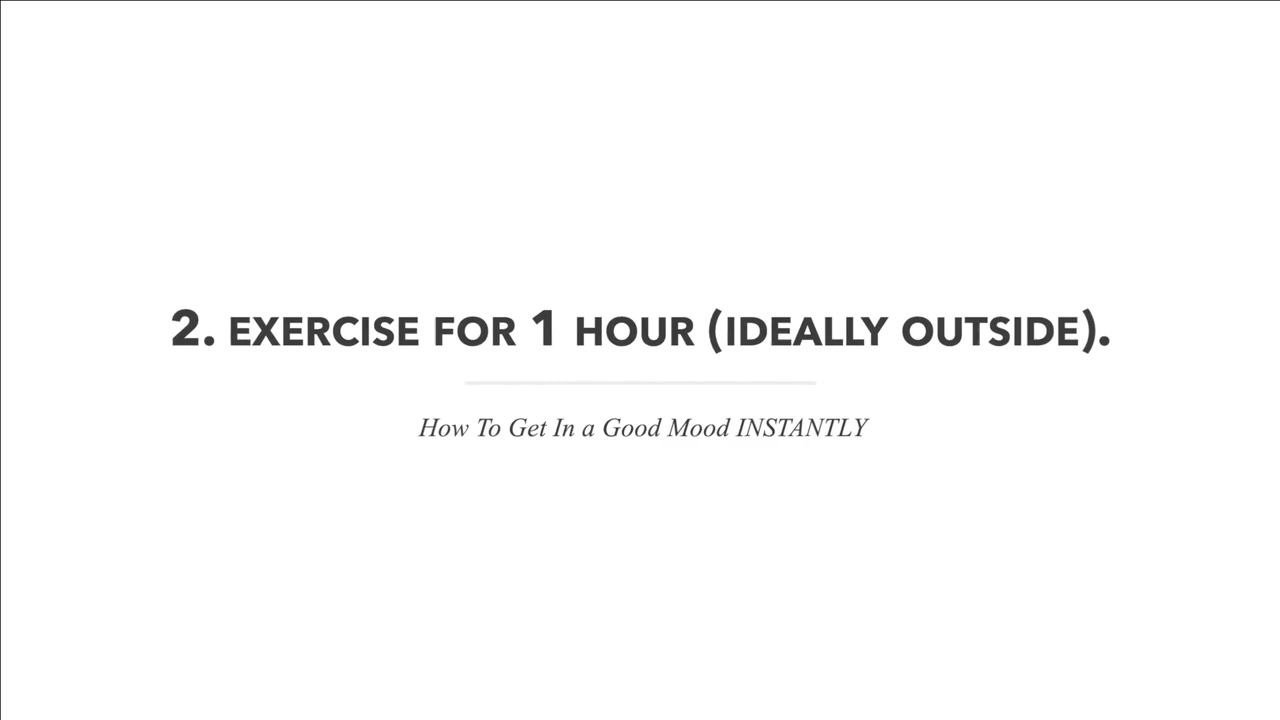 2. EXERCISE FOR 1 HOUR (IDEALLY OUTSIDE).
How To Get In a Good Mood INSTANTLY